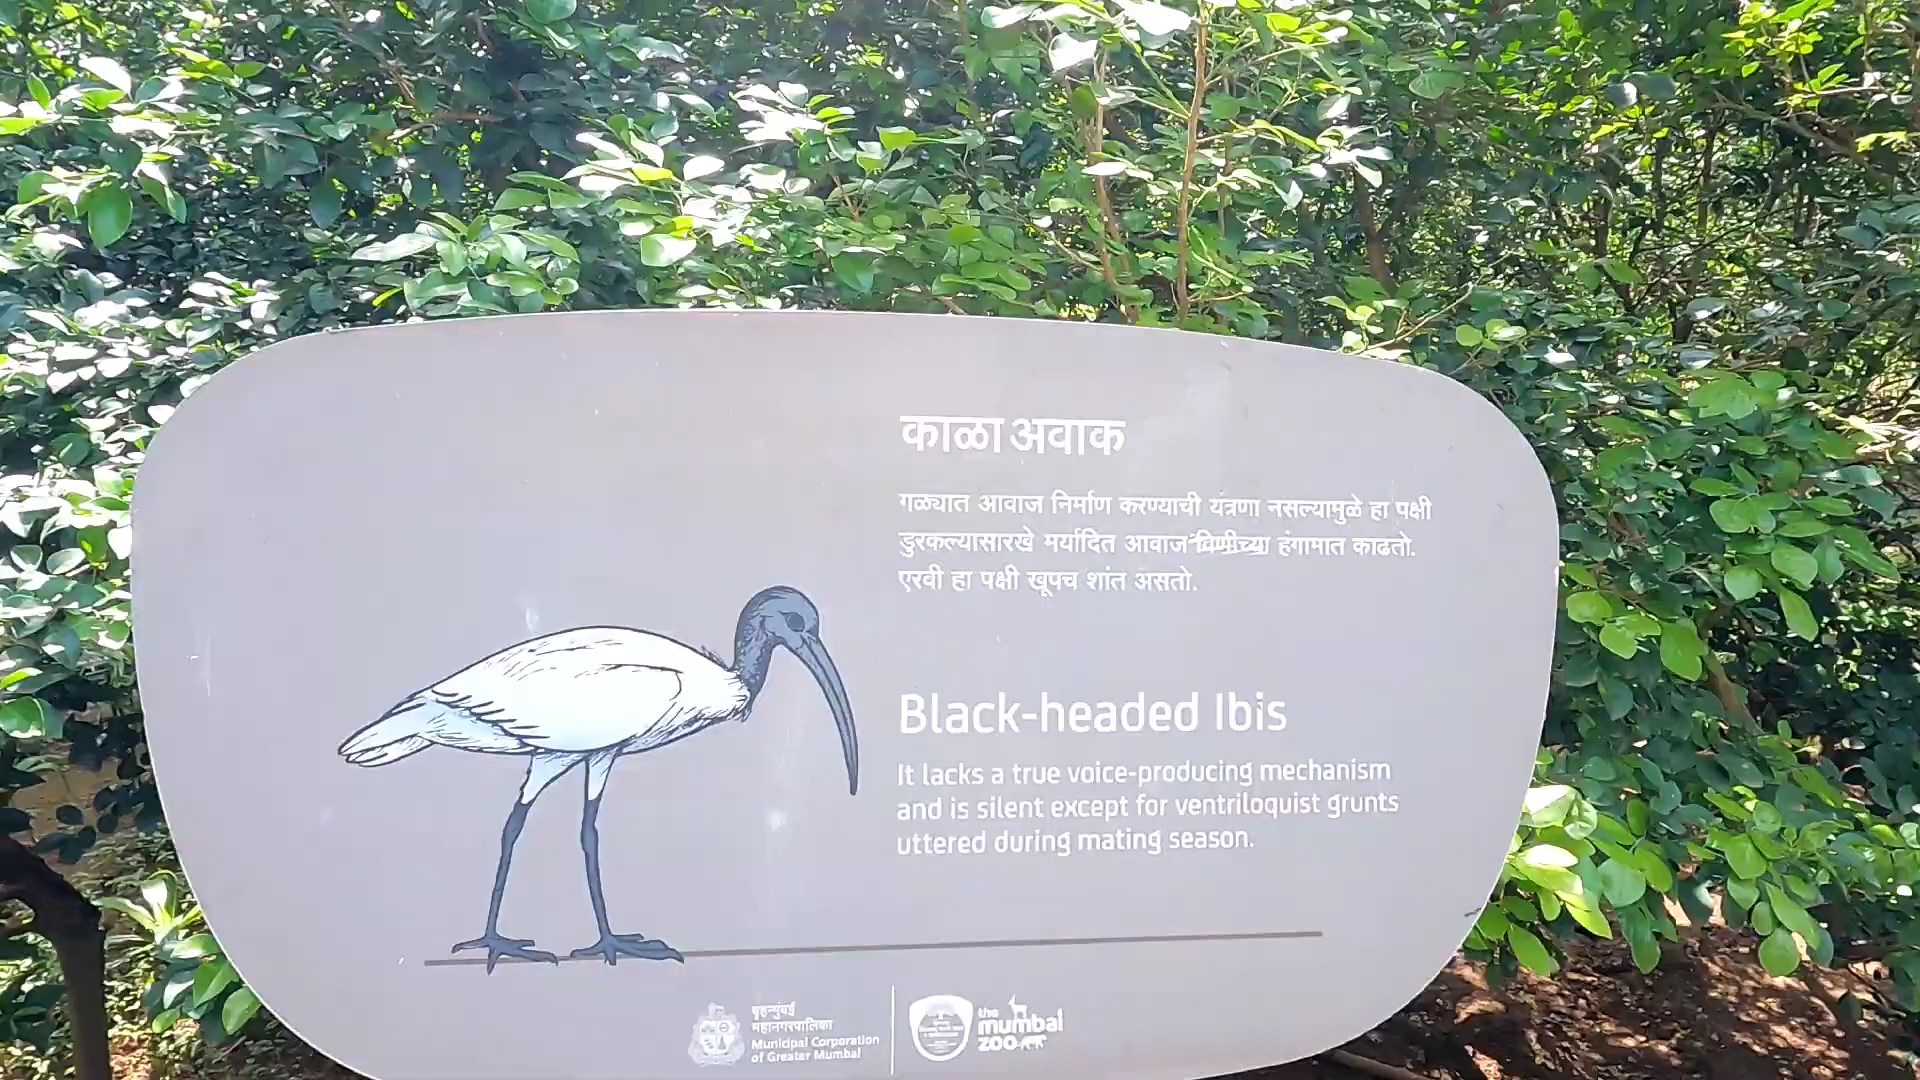 काळा अवाक
गळ्यात आवाज निर्माण करण्याची यंत्रणा नसल्यामुळे हा पक्षी
डुरकल्यासारखे मर्यादित आवाज विणीच्या हंगामात काढतो.
एरवी हा पक्षी खूपच शांत असतो.
Black-headed Ibis
It lacks a true voice-producing mechanism
and is silent except for ventriloquist grunts
uttered during mating season.
बृहन्मुंबई
महानगरपालिका
Municipal Corporation
of Greater Mumbai
the
mumbai
zoo